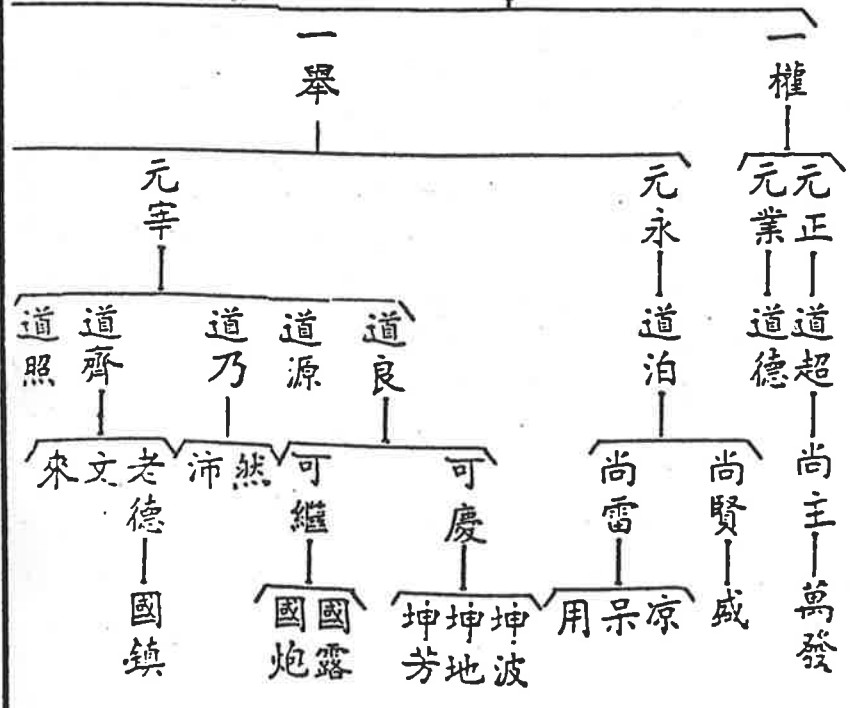 一權
一舉
元正
元業
元永
元宰
道超
道德
道泊
道良
道源
道乃
道齊
道照
尚主
尚賢
尚雷
可慶
可繼
然
沛
老德
文
來
萬發
盛
凉
呆
用
坤波
坤地
坤芳
國露
國炮
國鎮